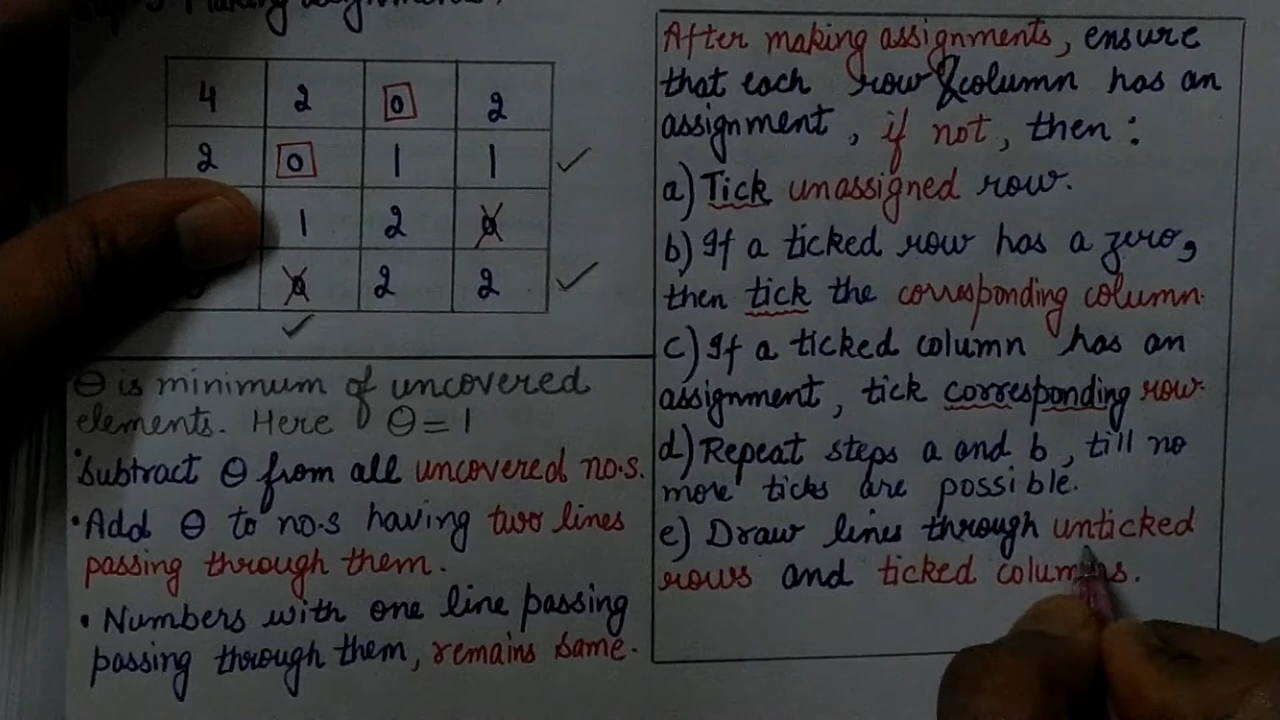 4 2 0 2
2 0 1 1 ✓
1 2 0
0 2 2 ✓
✓
θ is minimum of uncovered
elements. Here θ = 1
• Subtract θ from all uncovered no.s.
• Add θ to no.s having two lines
passing through them.
• Numbers with one line passing
passing through them, remains same.
After making assignments, ensure
that each row & column has an
assignment, if not, then :
a) Tick unassigned row.
b) If a ticked row has a zero,
then tick the corresponding column.
c) If a ticked column has an
assignment, tick corresponding row.
d) Repeat steps a and b, till no
more ticks are possible.
e) Draw lines through unticked
rows and ticked columns.